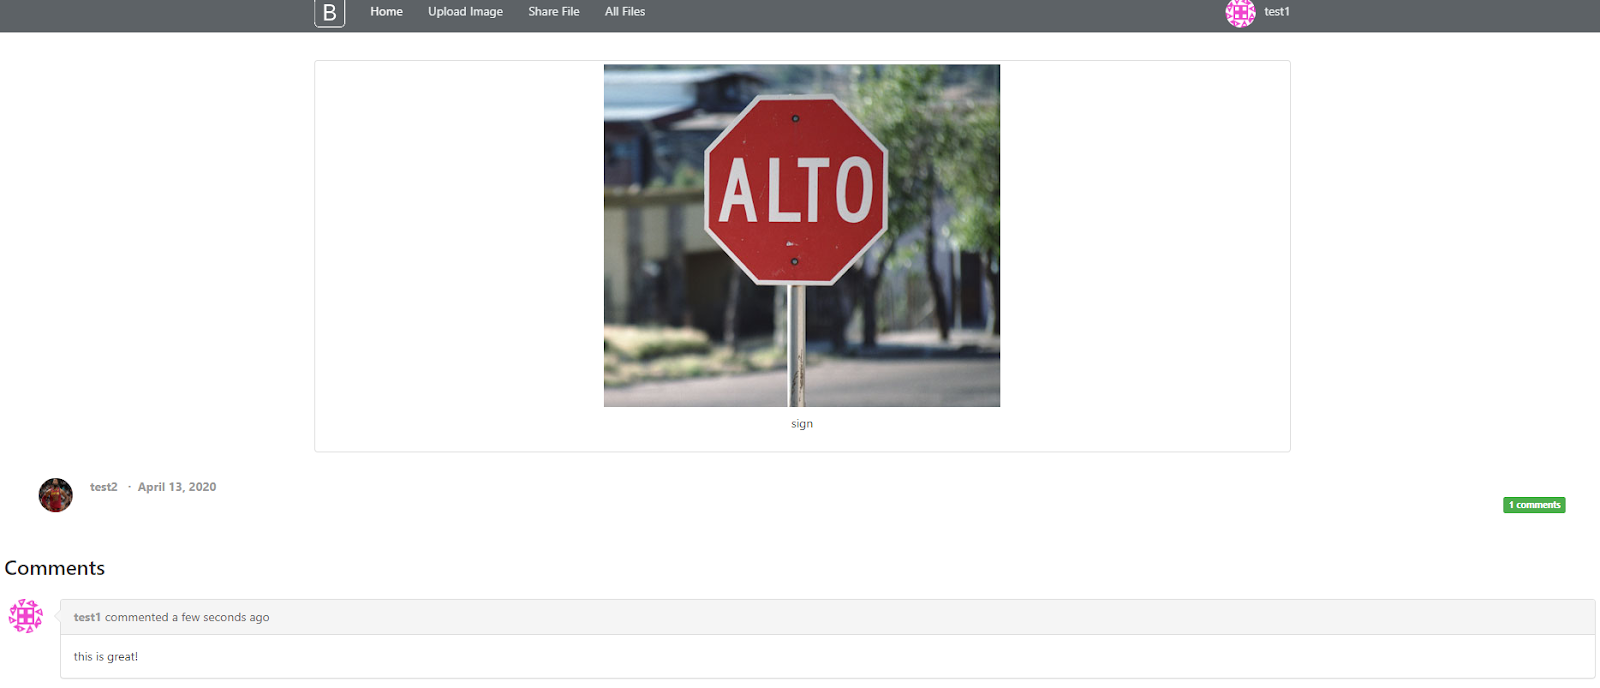 B Home Upload Image Share File All Files test1
ALTO
sign
test2 · April 13, 2020
1 comments
Comments
test1 commented a few seconds ago
this is great!